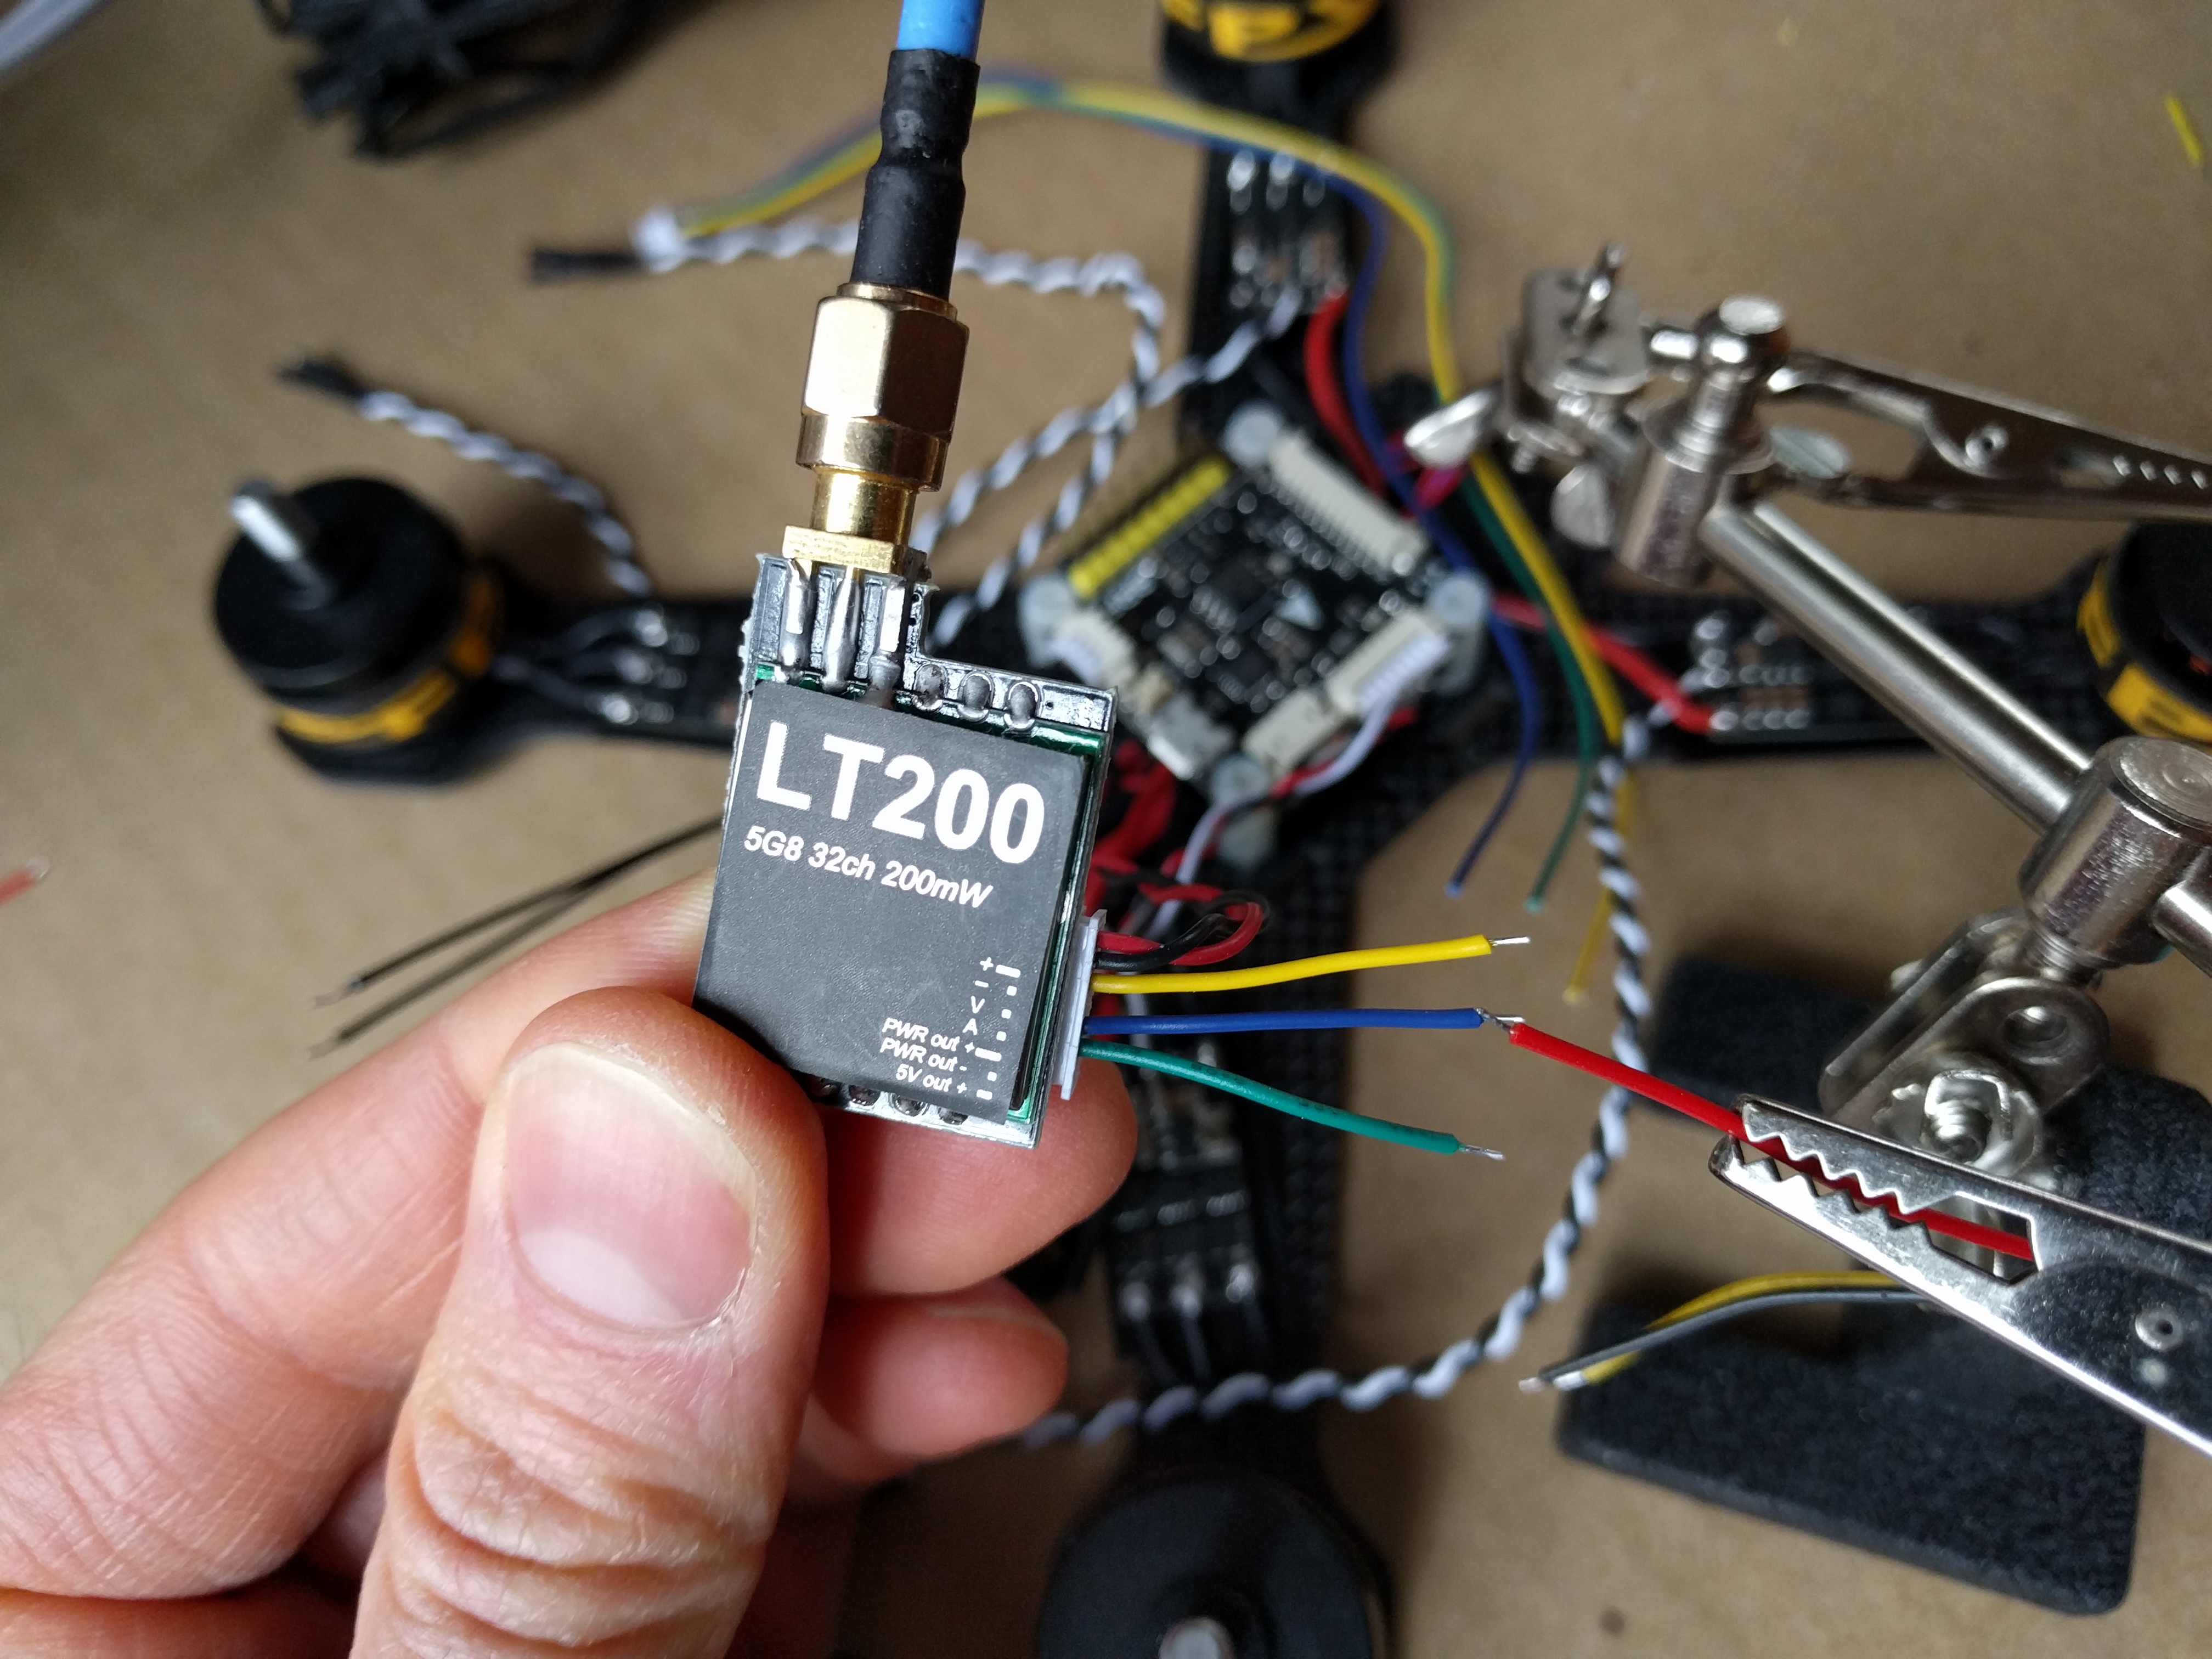 LT200
5G8 32ch 200mW
+
-
V
A
PWR out +
PWR out -
5V out +